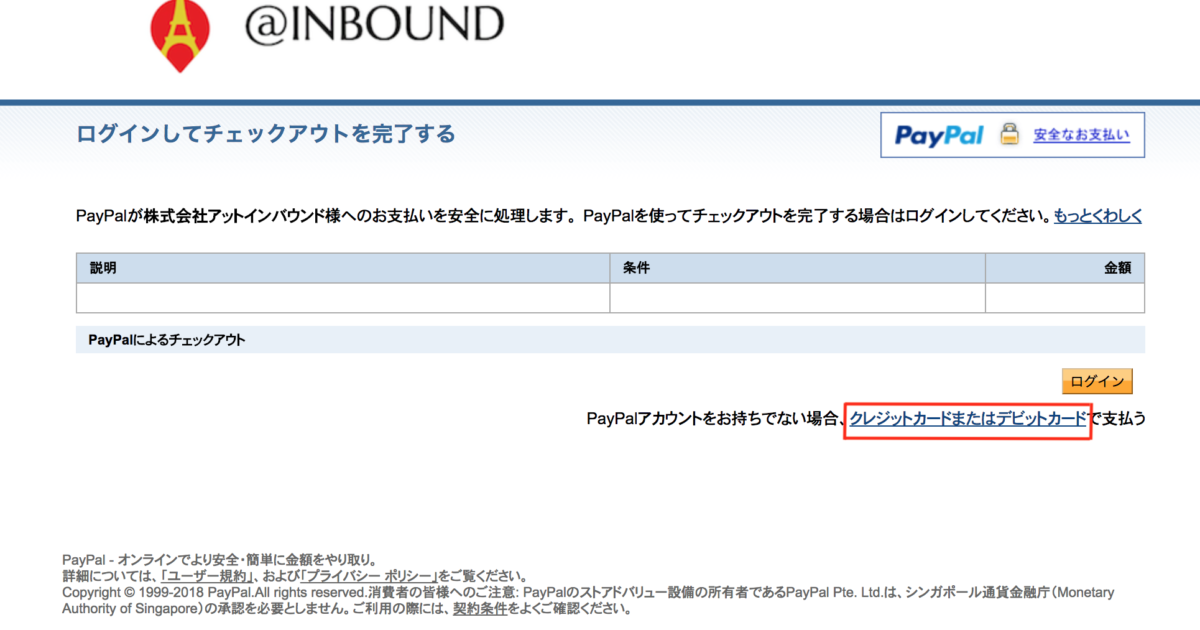 @INBOUND
ログインしてチェックアウトを完了する
PayPal 安全なお支払い
PayPalが株式会社アットインバウンド様へのお支払いを安全に処理します。 PayPalを使ってチェックアウトを完了する場合はログインしてください。もっとくわしく
説明 条件 金額
PayPalによるチェックアウト
ログイン
PayPalアカウントをお持ちでない場合、クレジットカードまたはデビットカードで支払う
PayPal - オンラインでより安全・簡単に金額をやり取り。
詳細については、「ユーザー規約」、および「プライバシー ポリシー」をご覧ください。
Copyright © 1999-2018 PayPal.All rights reserved.消費者の皆様へのご注意: PayPalのストアドバリュー設備の所有者であるPayPal Pte. Ltd.は、シンガポール通貨金融庁（Monetary
Authority of Singapore）の承認を必要としません。ご利用の際には、契約条件をよくご確認ください。